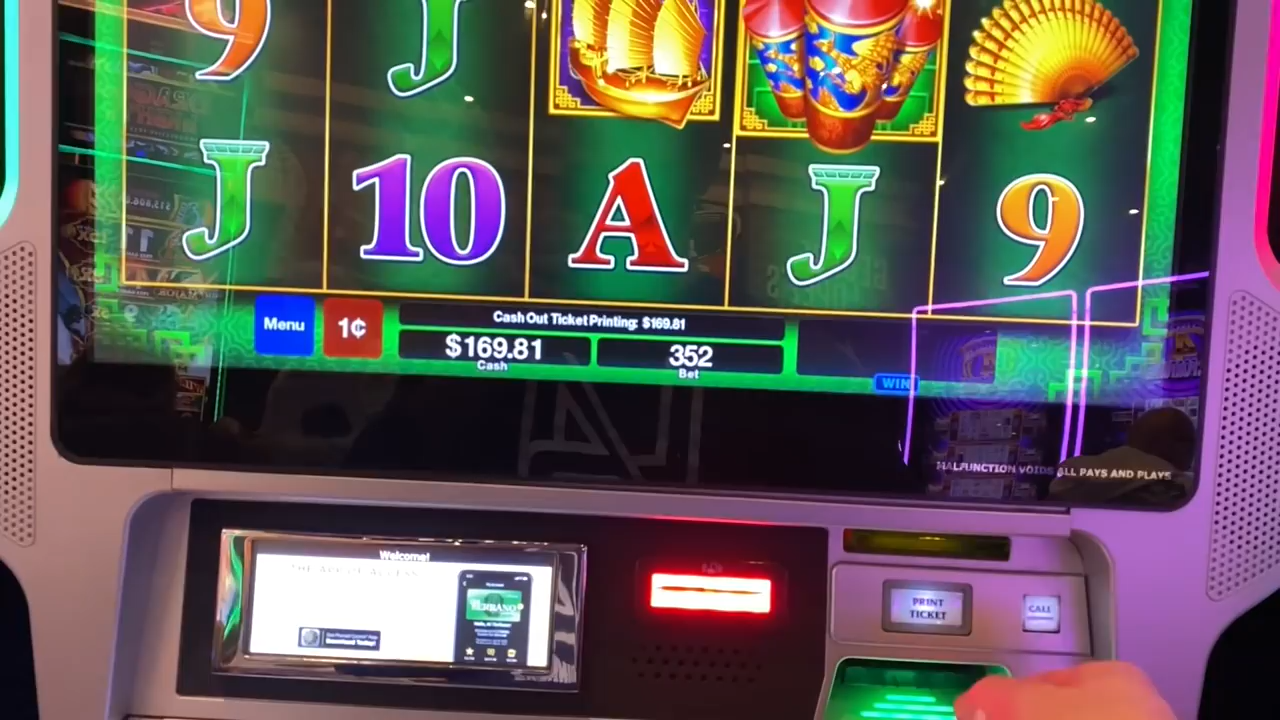 9 J
J 10 A J 9
Menu
1¢
Cash Out Ticket Printing: $169.81
$169.81
Cash
352
Bet
WIN
MALFUNCTION VOIDS ALL PAYS AND PLAYS
Welcome!
PRINT
TICKET
CALL